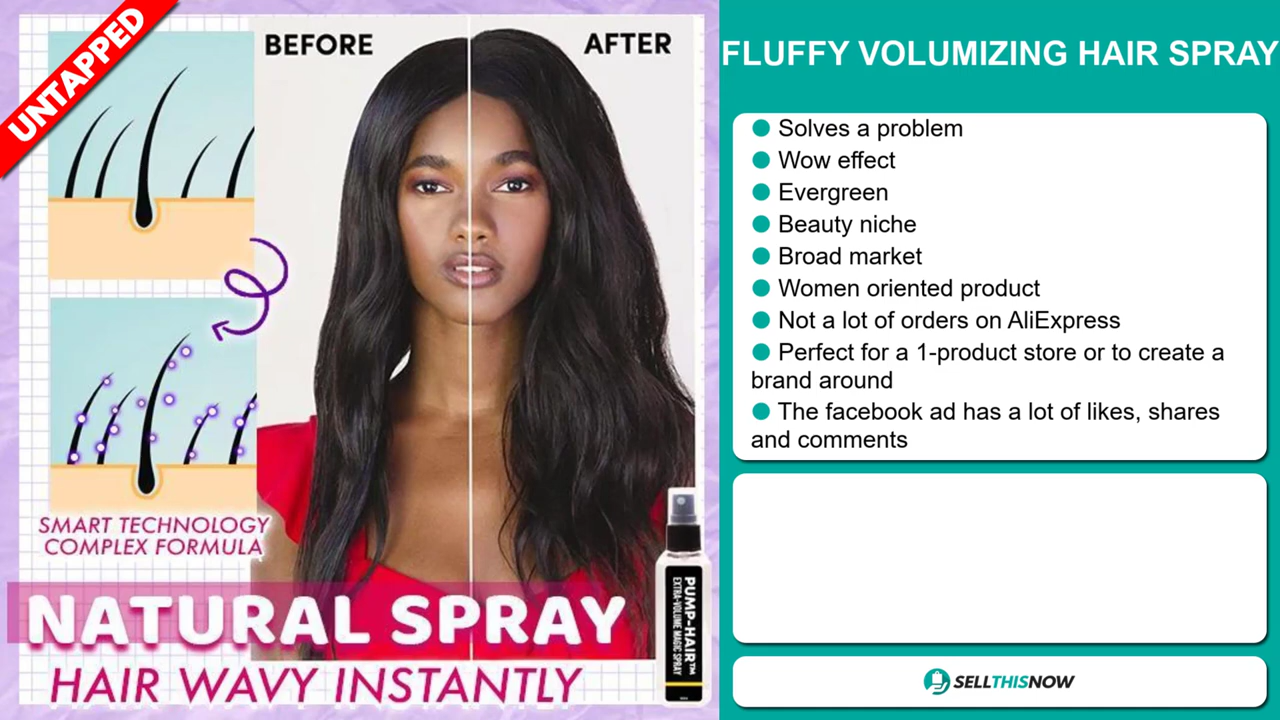 UNTAPPED
BEFORE
AFTER
SMART TECHNOLOGY
COMPLEX FORMULA
NATURAL SPRAY
HAIR WAVY INSTANTLY
PUMP-HAIR™
EXTRA-VOLUME MAGIC SPRAY
FLUFFY VOLUMIZING HAIR SPRAY
● Solves a problem
● Wow effect
● Evergreen
● Beauty niche
● Broad market
● Women oriented product
● Not a lot of orders on AliExpress
● Perfect for a 1-product store or to create a
brand around
● The facebook ad has a lot of likes, shares
and comments
SELLTHISNOW